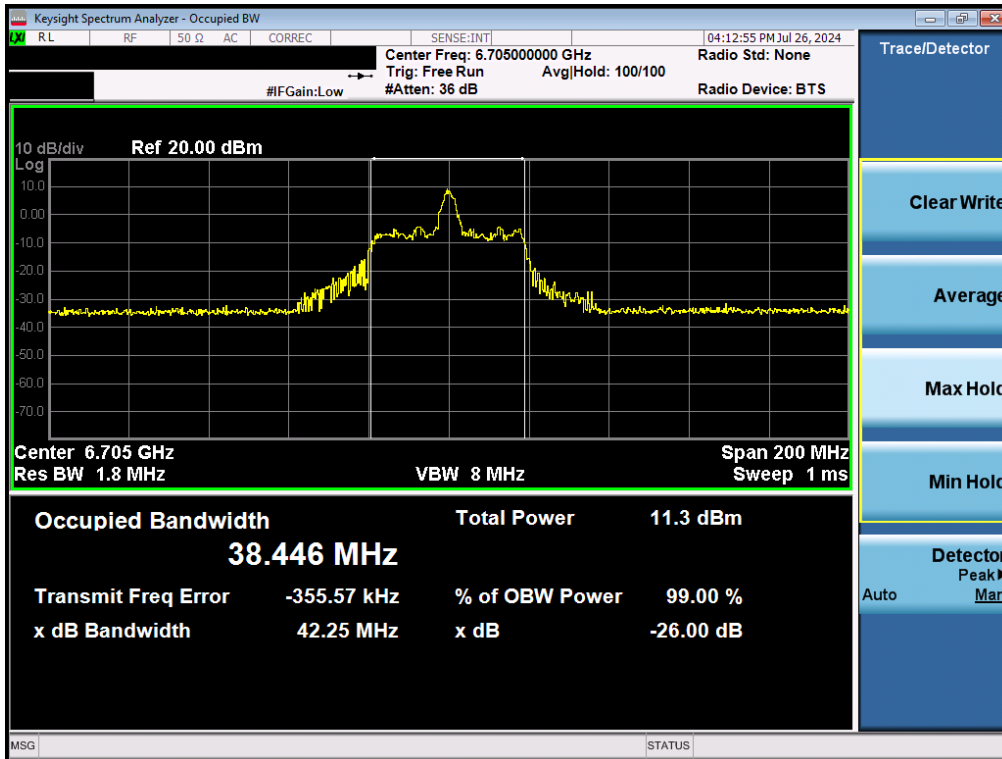 Keysight Spectrum Analyzer - Occupied BW
LXI RL RF 50 Ω AC CORREC SENSE:INT 04:12:55 PM Jul 26, 2024
Center Freq: 6.705000000 GHz Radio Std: None
Trig: Free Run Avg|Hold: 100/100
#IFGain:Low #Atten: 36 dB Radio Device: BTS
Trace/Detector
10 dB/div Ref 20.00 dBm
Log
10.0
0.00
-10.0
-20.0
-30.0
-40.0
-50.0
-60.0
-70.0
Center 6.705 GHz Span 200 MHz
Res BW 1.8 MHz VBW 8 MHz Sweep 1 ms
Occupied Bandwidth Total Power 11.3 dBm
38.446 MHz
Transmit Freq Error -355.57 kHz % of OBW Power 99.00 %
x dB Bandwidth 42.25 MHz x dB -26.00 dB
Clear Write
Average
Max Hold
Min Hold
Detector
Peak
Auto Man
MSG STATUS